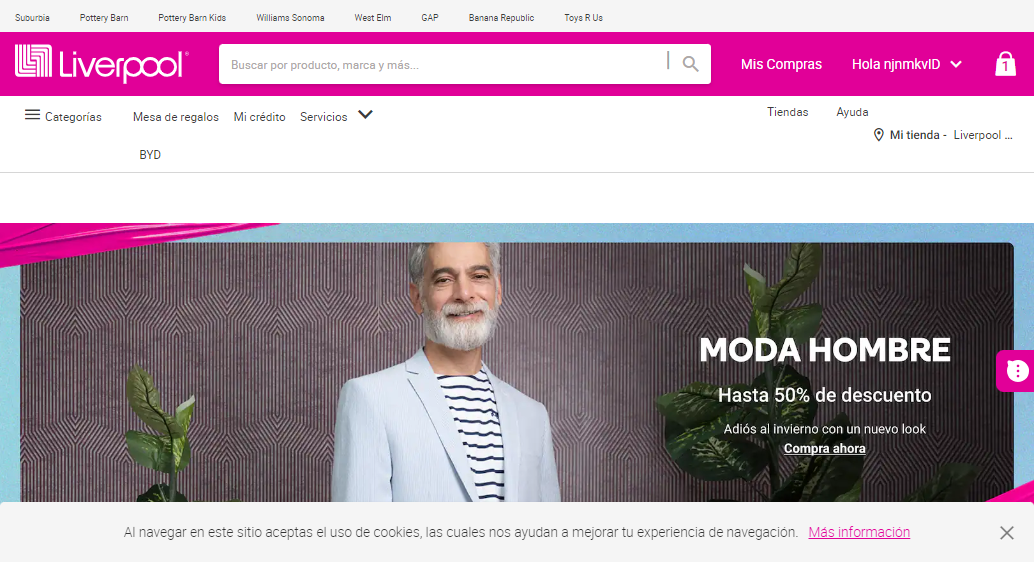 Suburbia Pottery Barn Pottery Barn Kids Williams Sonoma West Elm GAP Banana Republic Toys R Us
Liverpool® Buscar por producto, marca y más... Mis Compras Hola njnmkvlD 1
Categorías Mesa de regalos Mi crédito Servicios Tiendas Ayuda
Mi tienda - Liverpool ...
BYD
MODA HOMBRE
Hasta 50% de descuento
Adiós al invierno con un nuevo look
Compra ahora
Al navegar en este sitio aceptas el uso de cookies, las cuales nos ayudan a mejorar tu experiencia de navegación. Más información